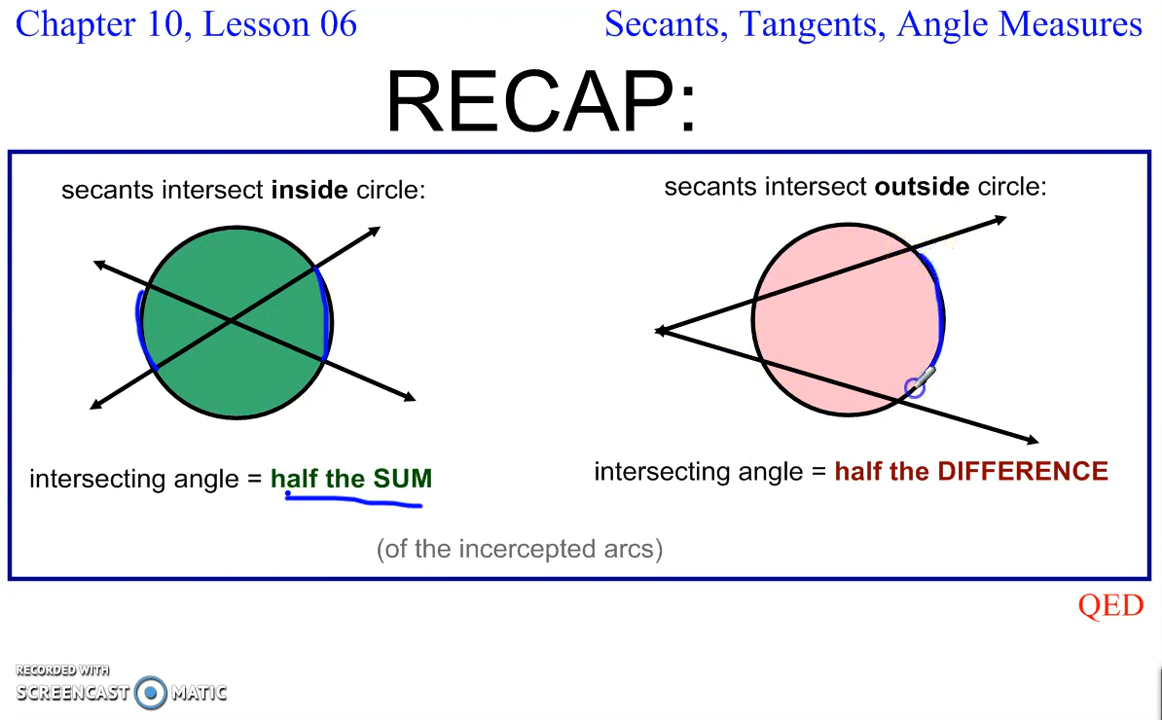 Chapter 10, Lesson 06
Secants, Tangents, Angle Measures
RECAP:
secants intersect inside circle:
secants intersect outside circle:
intersecting angle = half the SUM
intersecting angle = half the DIFFERENCE
(of the incercepted arcs)
QED
RECORDED WITH
SCREENCAST MATIC